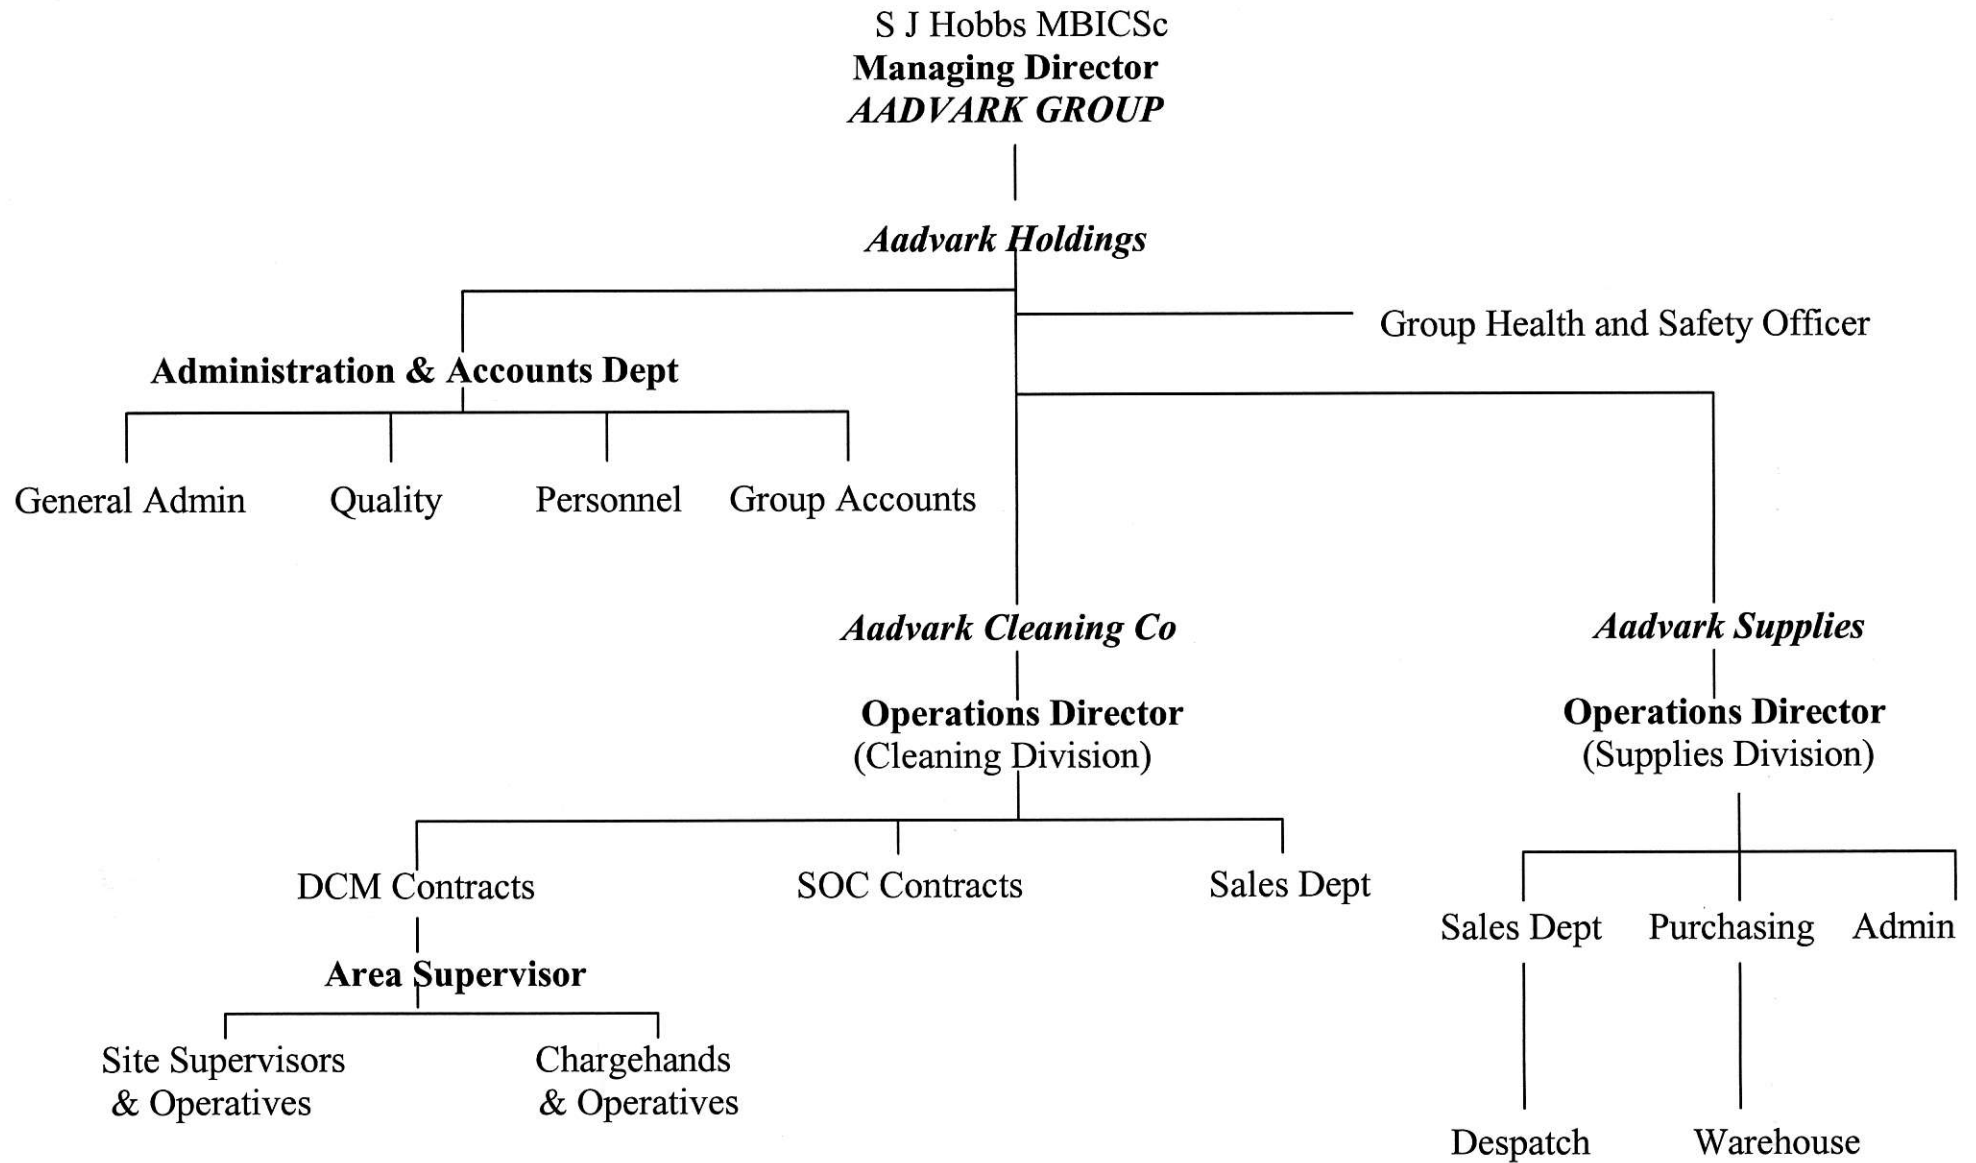 S J Hobbs MBICSc
Managing Director
AADVARK GROUP
Aadvark Holdings
Group Health and Safety Officer
Administration & Accounts Dept
General Admin
Quality
Personnel
Group Accounts
Aadvark Cleaning Co
Aadvark Supplies
Operations Director
(Cleaning Division)
Operations Director
(Supplies Division)
DCM Contracts
SOC Contracts
Sales Dept
Sales Dept
Purchasing
Admin
Area Supervisor
Site Supervisors
& Operatives
Chargehands
& Operatives
Despatch
Warehouse